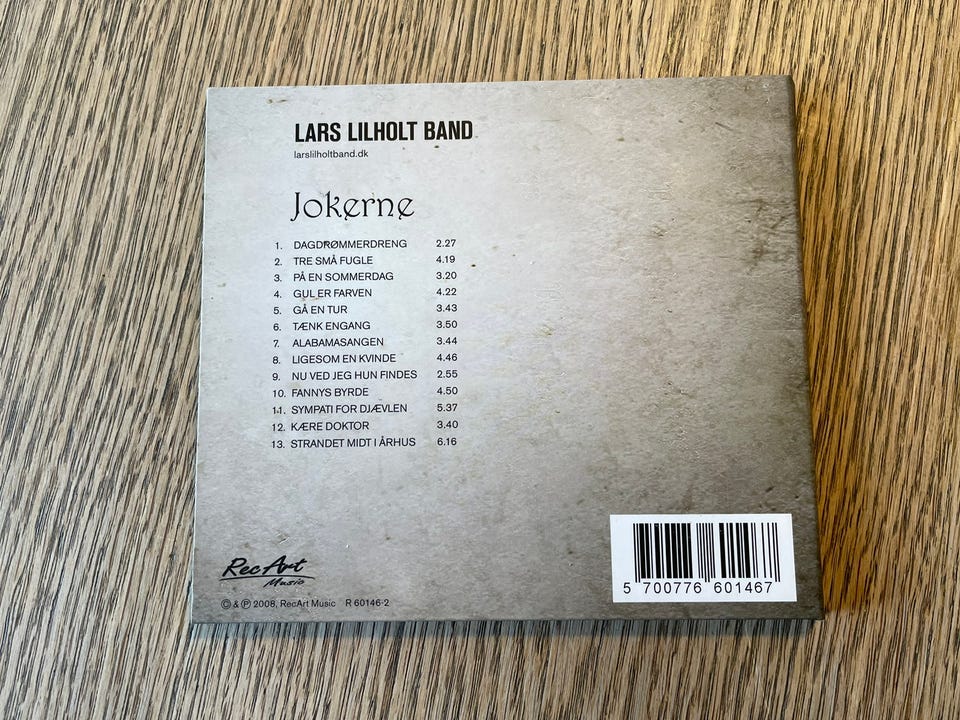 LARS LILHOLT BAND
larslilholtband.dk
Jokerne
1. DAGDRØMMERDRENG 2.27
2. TRE SMÅ FUGLE 4.19
3. PÅ EN SOMMERDAG 3.20
4. GUL ER FARVEN 4.22
5. GÅ EN TUR 3.43
6. TÆNK ENGANG 3.50
7. ALABAMASANGEN 3.44
8. LIGESOM EN KVINDE 4.46
9. NU VED JEG HUN FINDES 2.55
10. FANNYS BYRDE 4.50
11. SYMPATI FOR DJÆVLEN 5.37
12. KÆRE DOKTOR 3.40
13. STRANDET MIDT I ÅRHUS 6.16
RecArt
Music
© & ℗ 2008, RecArt Music R 60146-2
5 700776 601467